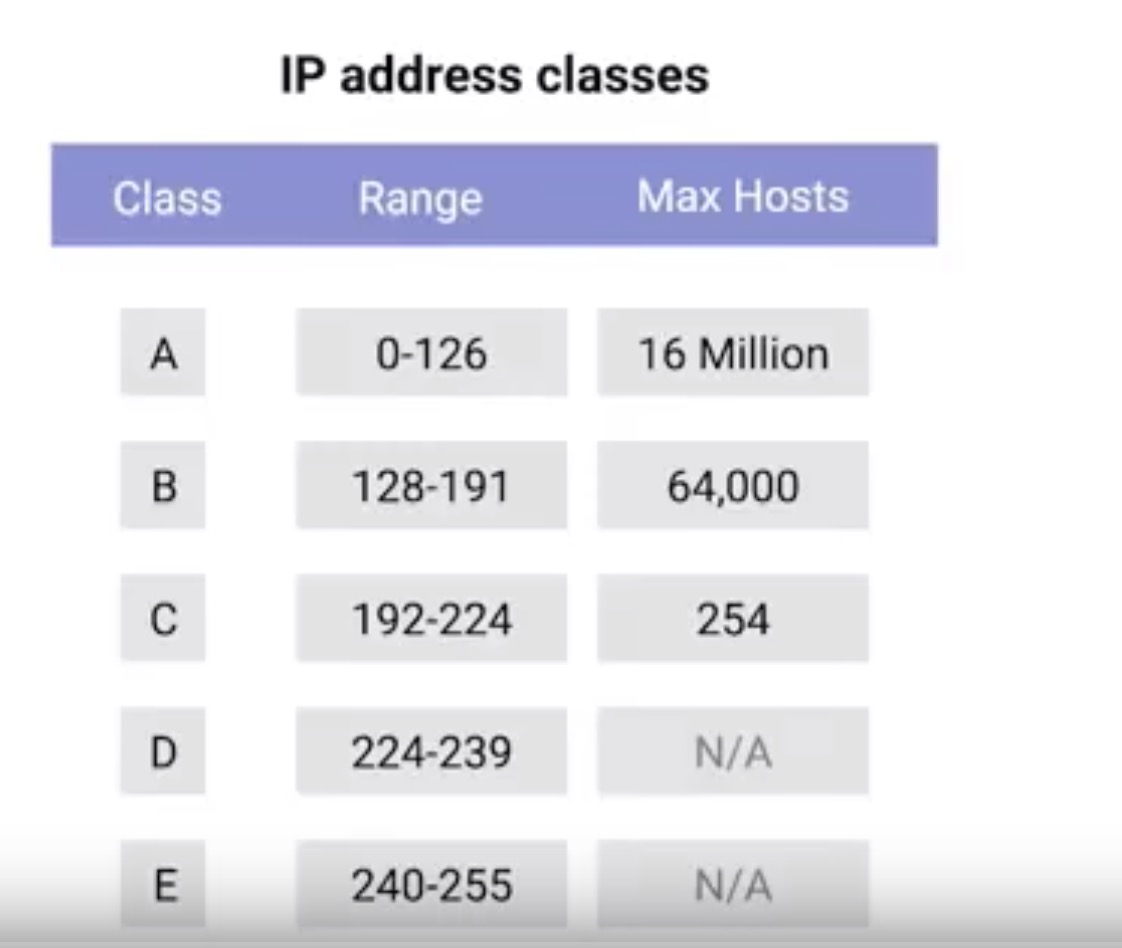 IP address classes
Class Range Max Hosts
A 0-126 16 Million
B 128-191 64,000
C 192-224 254
D 224-239 N/A
E 240-255 N/A